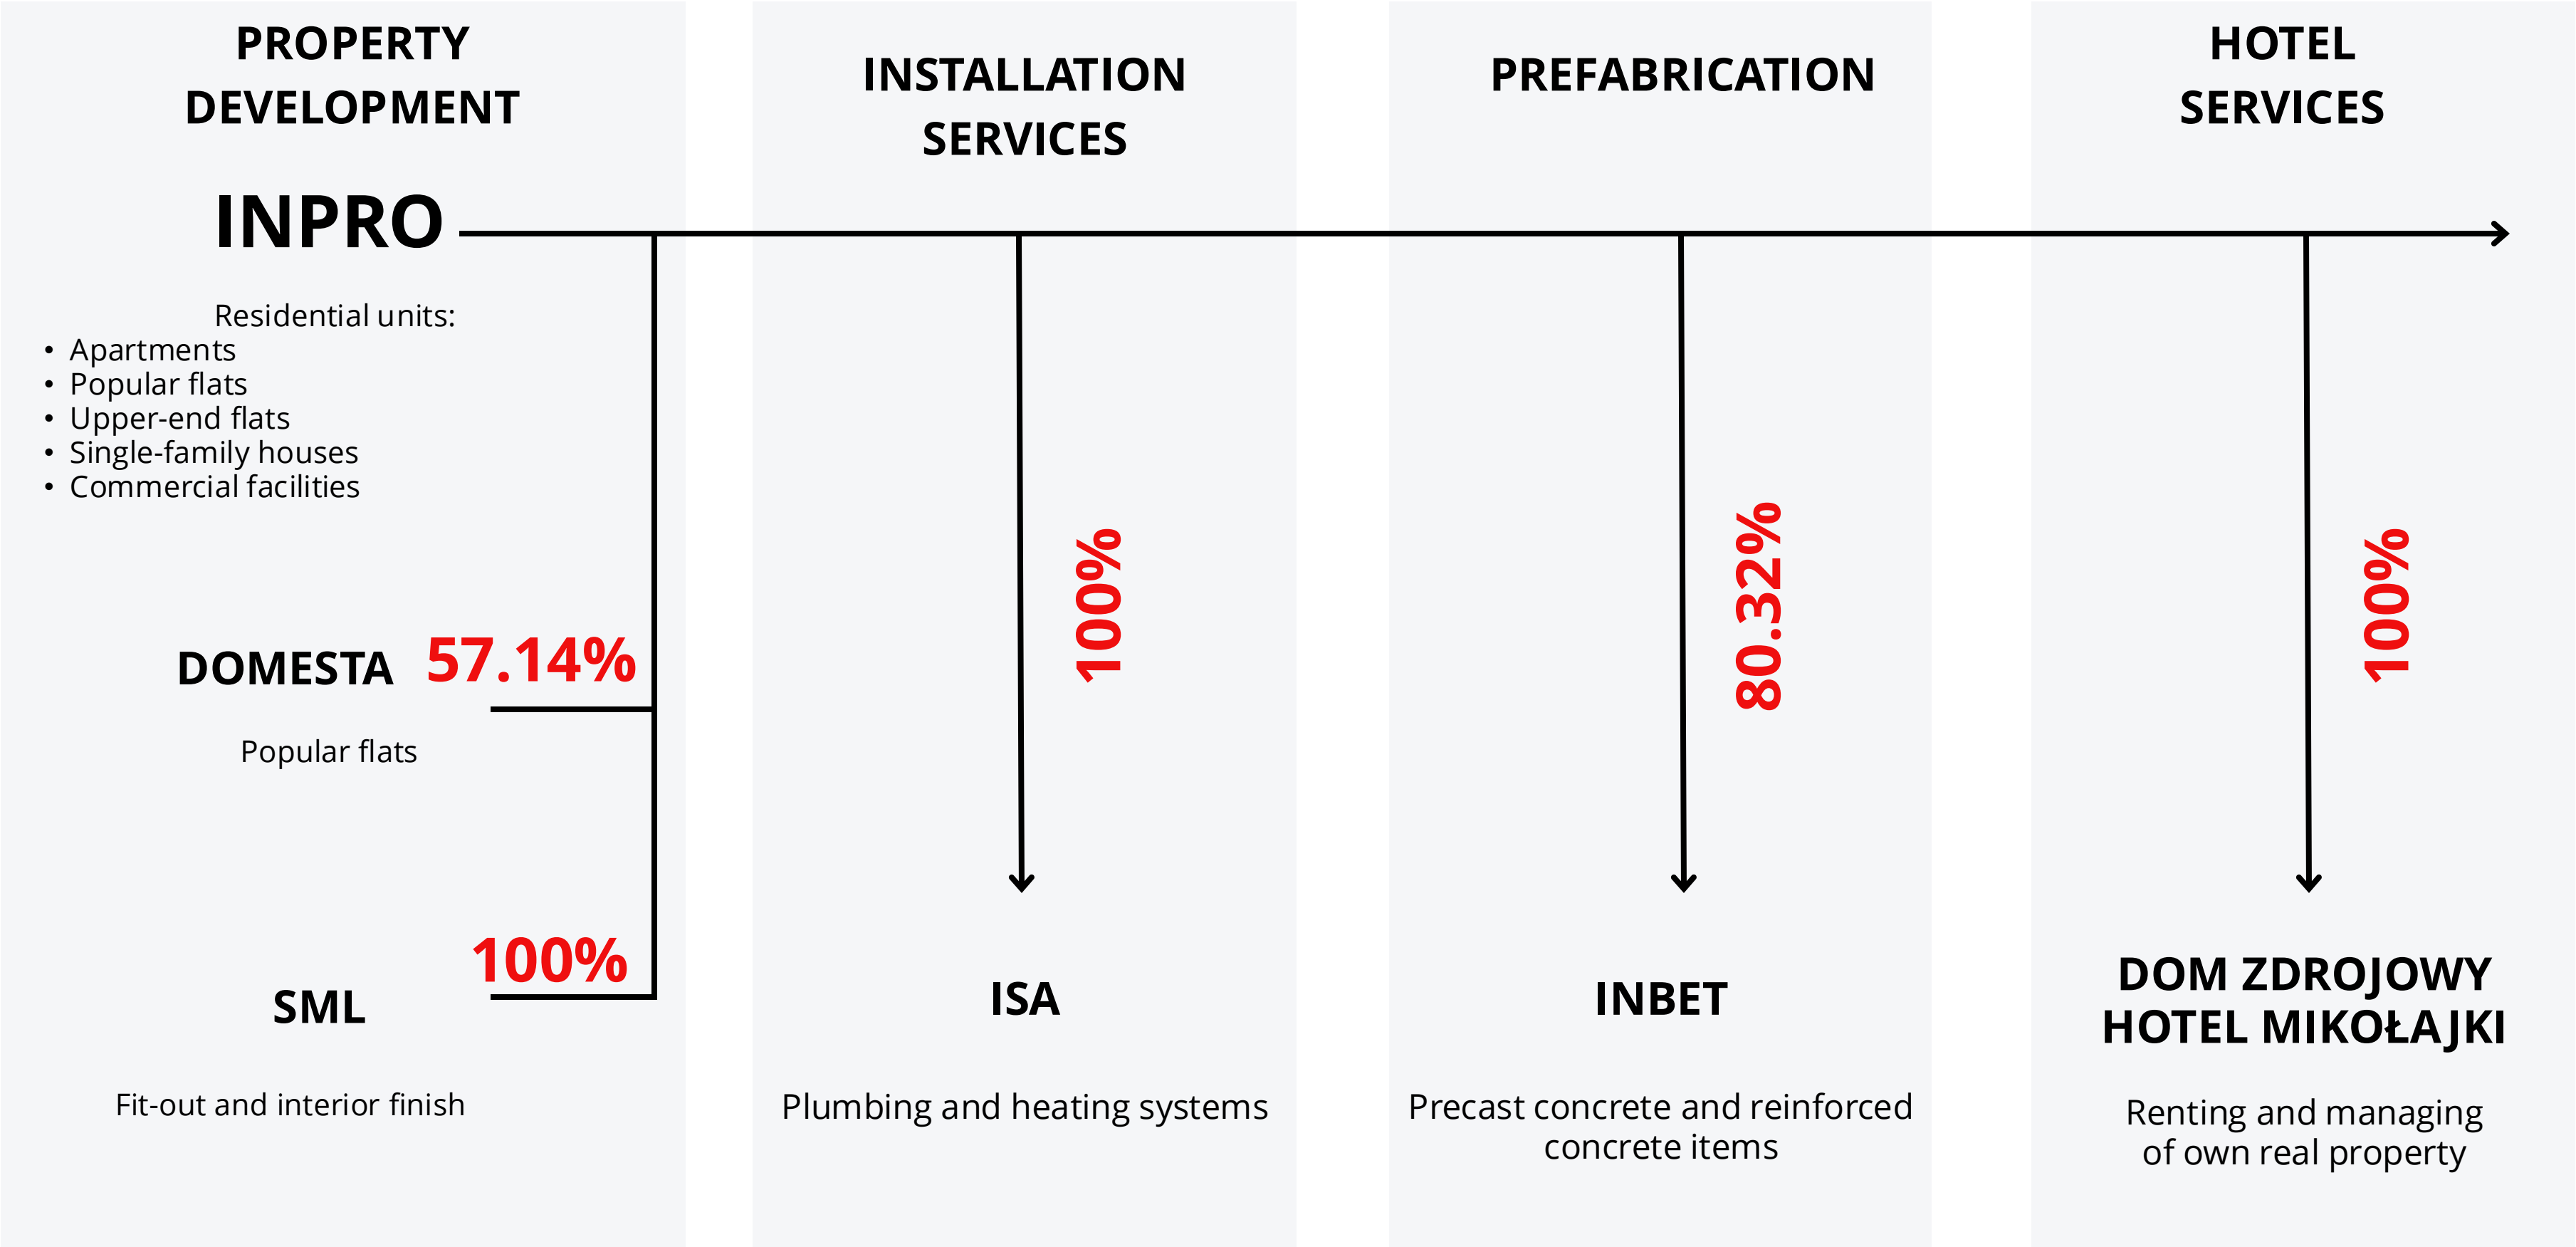 PROPERTY
DEVELOPMENT
INPRO
Residential units:
• Apartments
• Popular flats
• Upper-end flats
• Single-family houses
• Commercial facilities
DOMESTA 57.14%
Popular flats
100%
SML
Fit-out and interior finish
INSTALLATION
SERVICES
100%
ISA
Plumbing and heating systems
PREFABRICATION
80.32%
INBET
Precast concrete and reinforced
concrete items
HOTEL
SERVICES
100%
DOM ZDROJOWY
HOTEL MIKOŁAJKI
Renting and managing
of own real property